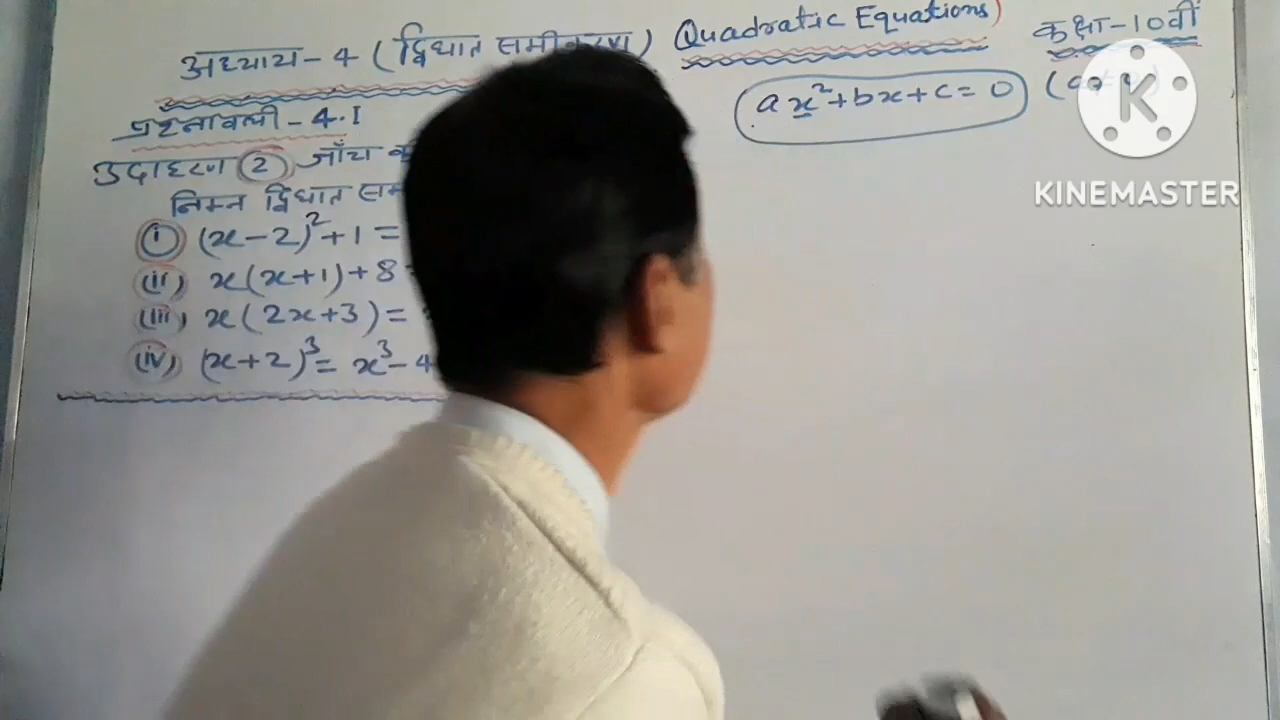 अध्याय-4 (द्विघात समीकरण) Quadratic Equations) कक्षा-10वीं
प्रश्नावली-4.1
ax²+bx+c=0
उदाहरण (2) जाँच
निम्न द्विघात
(i) (x-2)²+1=
(ii) x(x+1)+8
(iii) x(2x+3)=
(iv) (x+2)³= x³-4
K
KINEMASTER